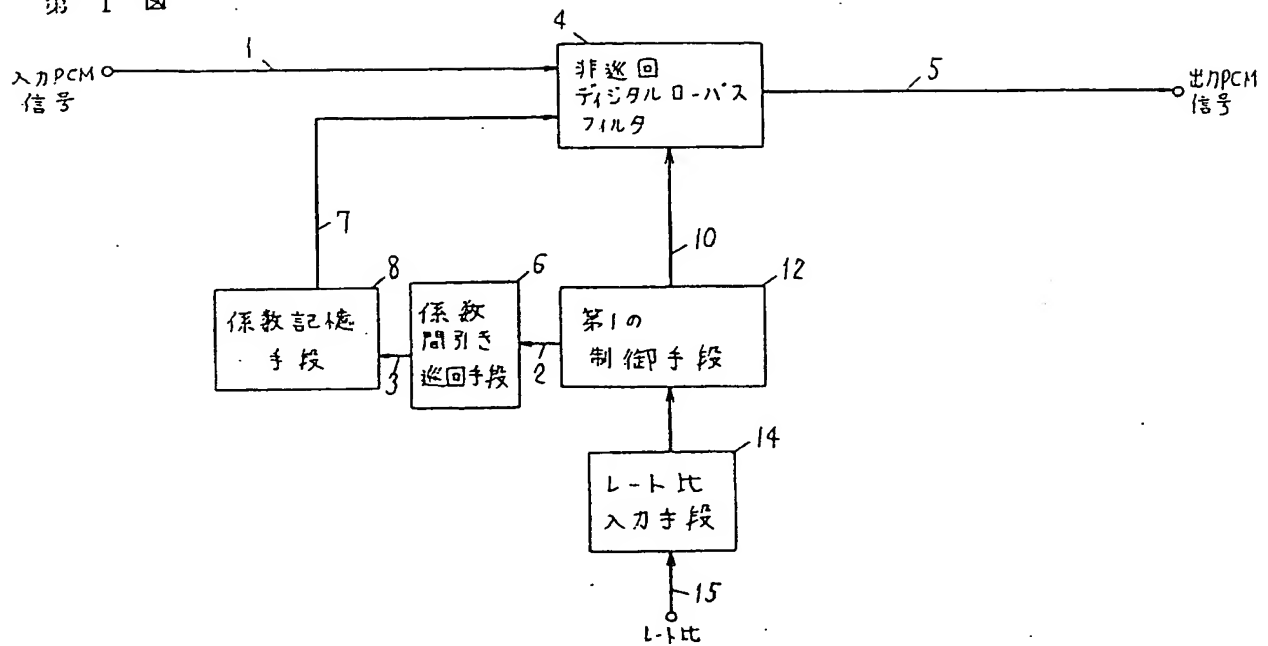 第 1 図
1
4
入力PCM
信号
非巡回
ディジタルローパス
フィルタ
5
出力PCM
信号
7
10
8
6
12
係数記憶
手段
係数
間引き
巡回手段
第1の
制御手段
3
2
14
レート比
入力手段
15
レート比